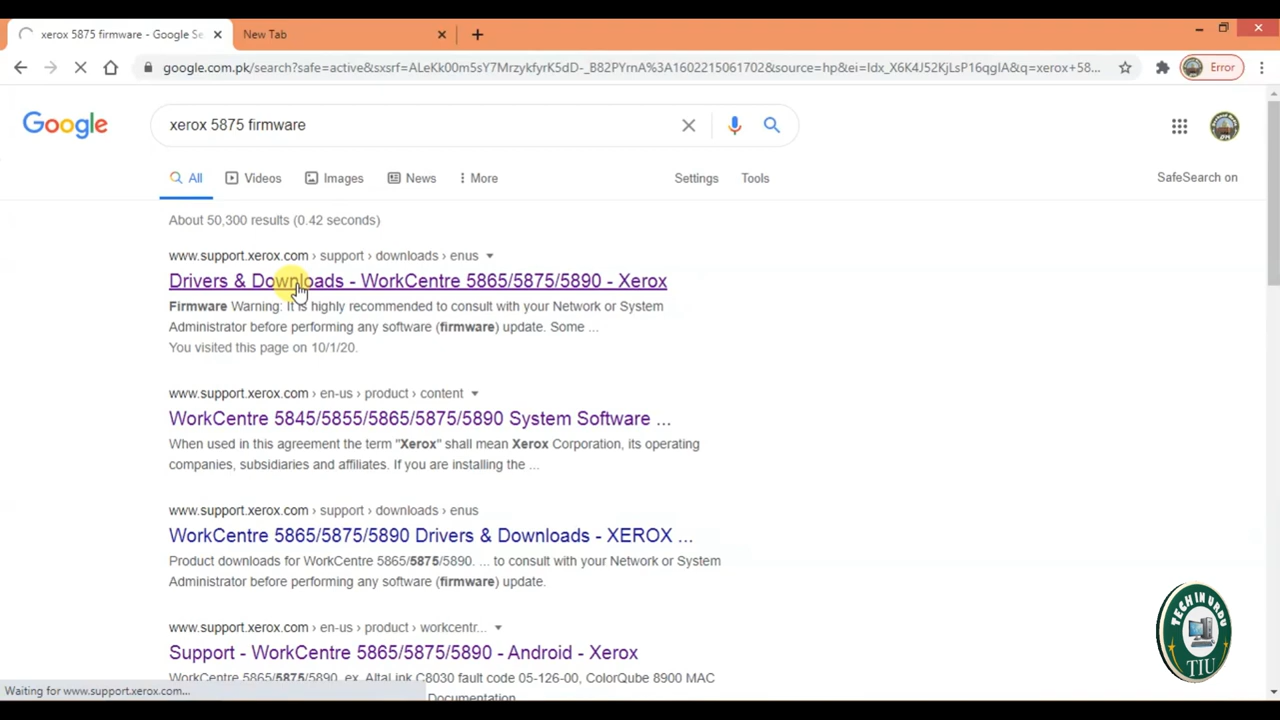 xerox 5875 firmware - Google Se
New Tab
google.com.pk/search?safe=active&sxsrf=ALeKk00m5sY7MrzykfyrK5dD-_B82PYrnA%3A1602215061702&source=hp&ei=Idx_X6K4J52KjLsP16qgIA&q=xerox+58...
Error
Google
xerox 5875 firmware
All
Videos
Images
News
More
Settings
Tools
SafeSearch on
About 50,300 results (0.42 seconds)
www.support.xerox.com › support › downloads › enus
Drivers & Downloads - WorkCentre 5865/5875/5890 - Xerox
Firmware Warning: It is highly recommended to consult with your Network or System
Administrator before performing any software (firmware) update. Some ...
You visited this page on 10/1/20.
www.support.xerox.com › en-us › product › content
WorkCentre 5845/5855/5865/5875/5890 System Software ...
When used in this agreement the term "Xerox" shall mean Xerox Corporation, its operating
companies, subsidiaries and affiliates. If you are installing the ...
www.support.xerox.com › support › downloads › enus
WorkCentre 5865/5875/5890 Drivers & Downloads - XEROX ...
Product downloads for WorkCentre 5865/5875/5890. ... to consult with your Network or System
Administrator before performing any software (firmware) update.
www.support.xerox.com › en-us › product › workcentr...
Support - WorkCentre 5865/5875/5890 - Android - Xerox
WorkCentre 5865/5875/5890. ex. AltaLink C8030 fault code 05-126-00, ColorQube 8900 MAC
Documentation
Waiting for www.support.xerox.com...
TECH IN URDU
TIU